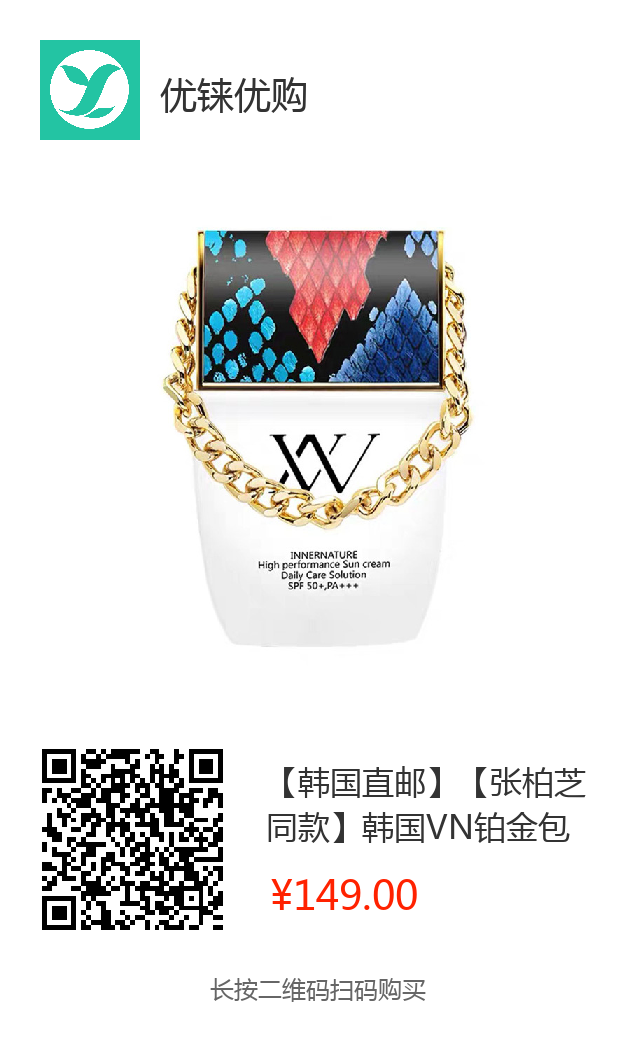 优铼优购
INNERNATURE
High performance Sun cream
Daily Care Solution
SPF 50+,PA+++
【韩国直邮】【张柏芝
同款】韩国VN铂金包
¥149.00
长按二维码扫码购买